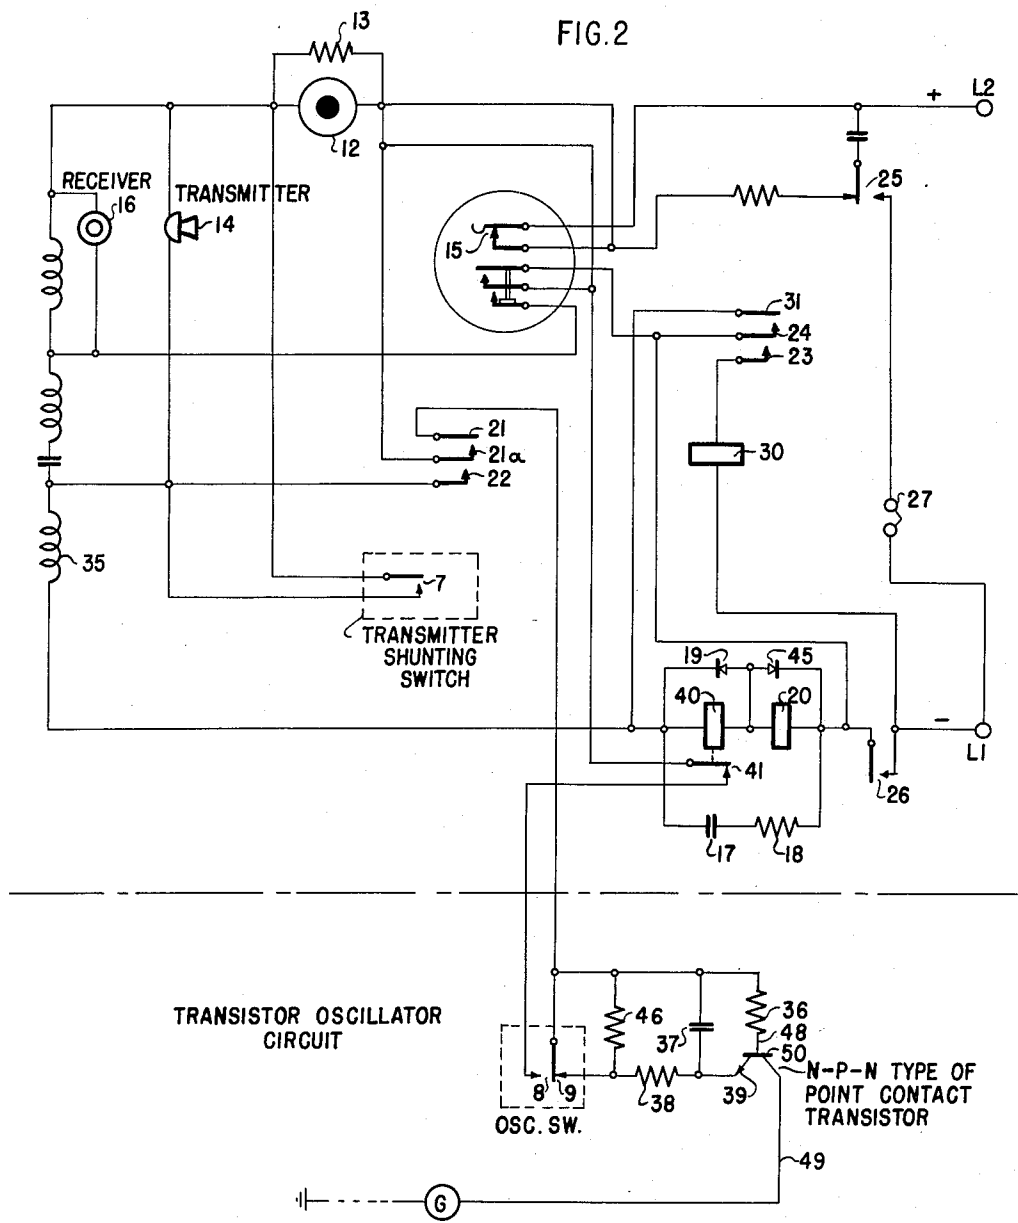 FIG.2
13
12
+
L2
RECEIVER
16
TRANSMITTER
14
15
25
31
24
23
21
21a
22
30
27
35
7
TRANSMITTER
SHUNTING
SWITCH
19
45
40
20
−
L1
41
26
17
18
TRANSISTOR OSCILLATOR
CIRCUIT
46
37
36
48
50
N-P-N TYPE OF
POINT CONTACT
TRANSISTOR
8
9
38
39
OSC. SW.
49
G